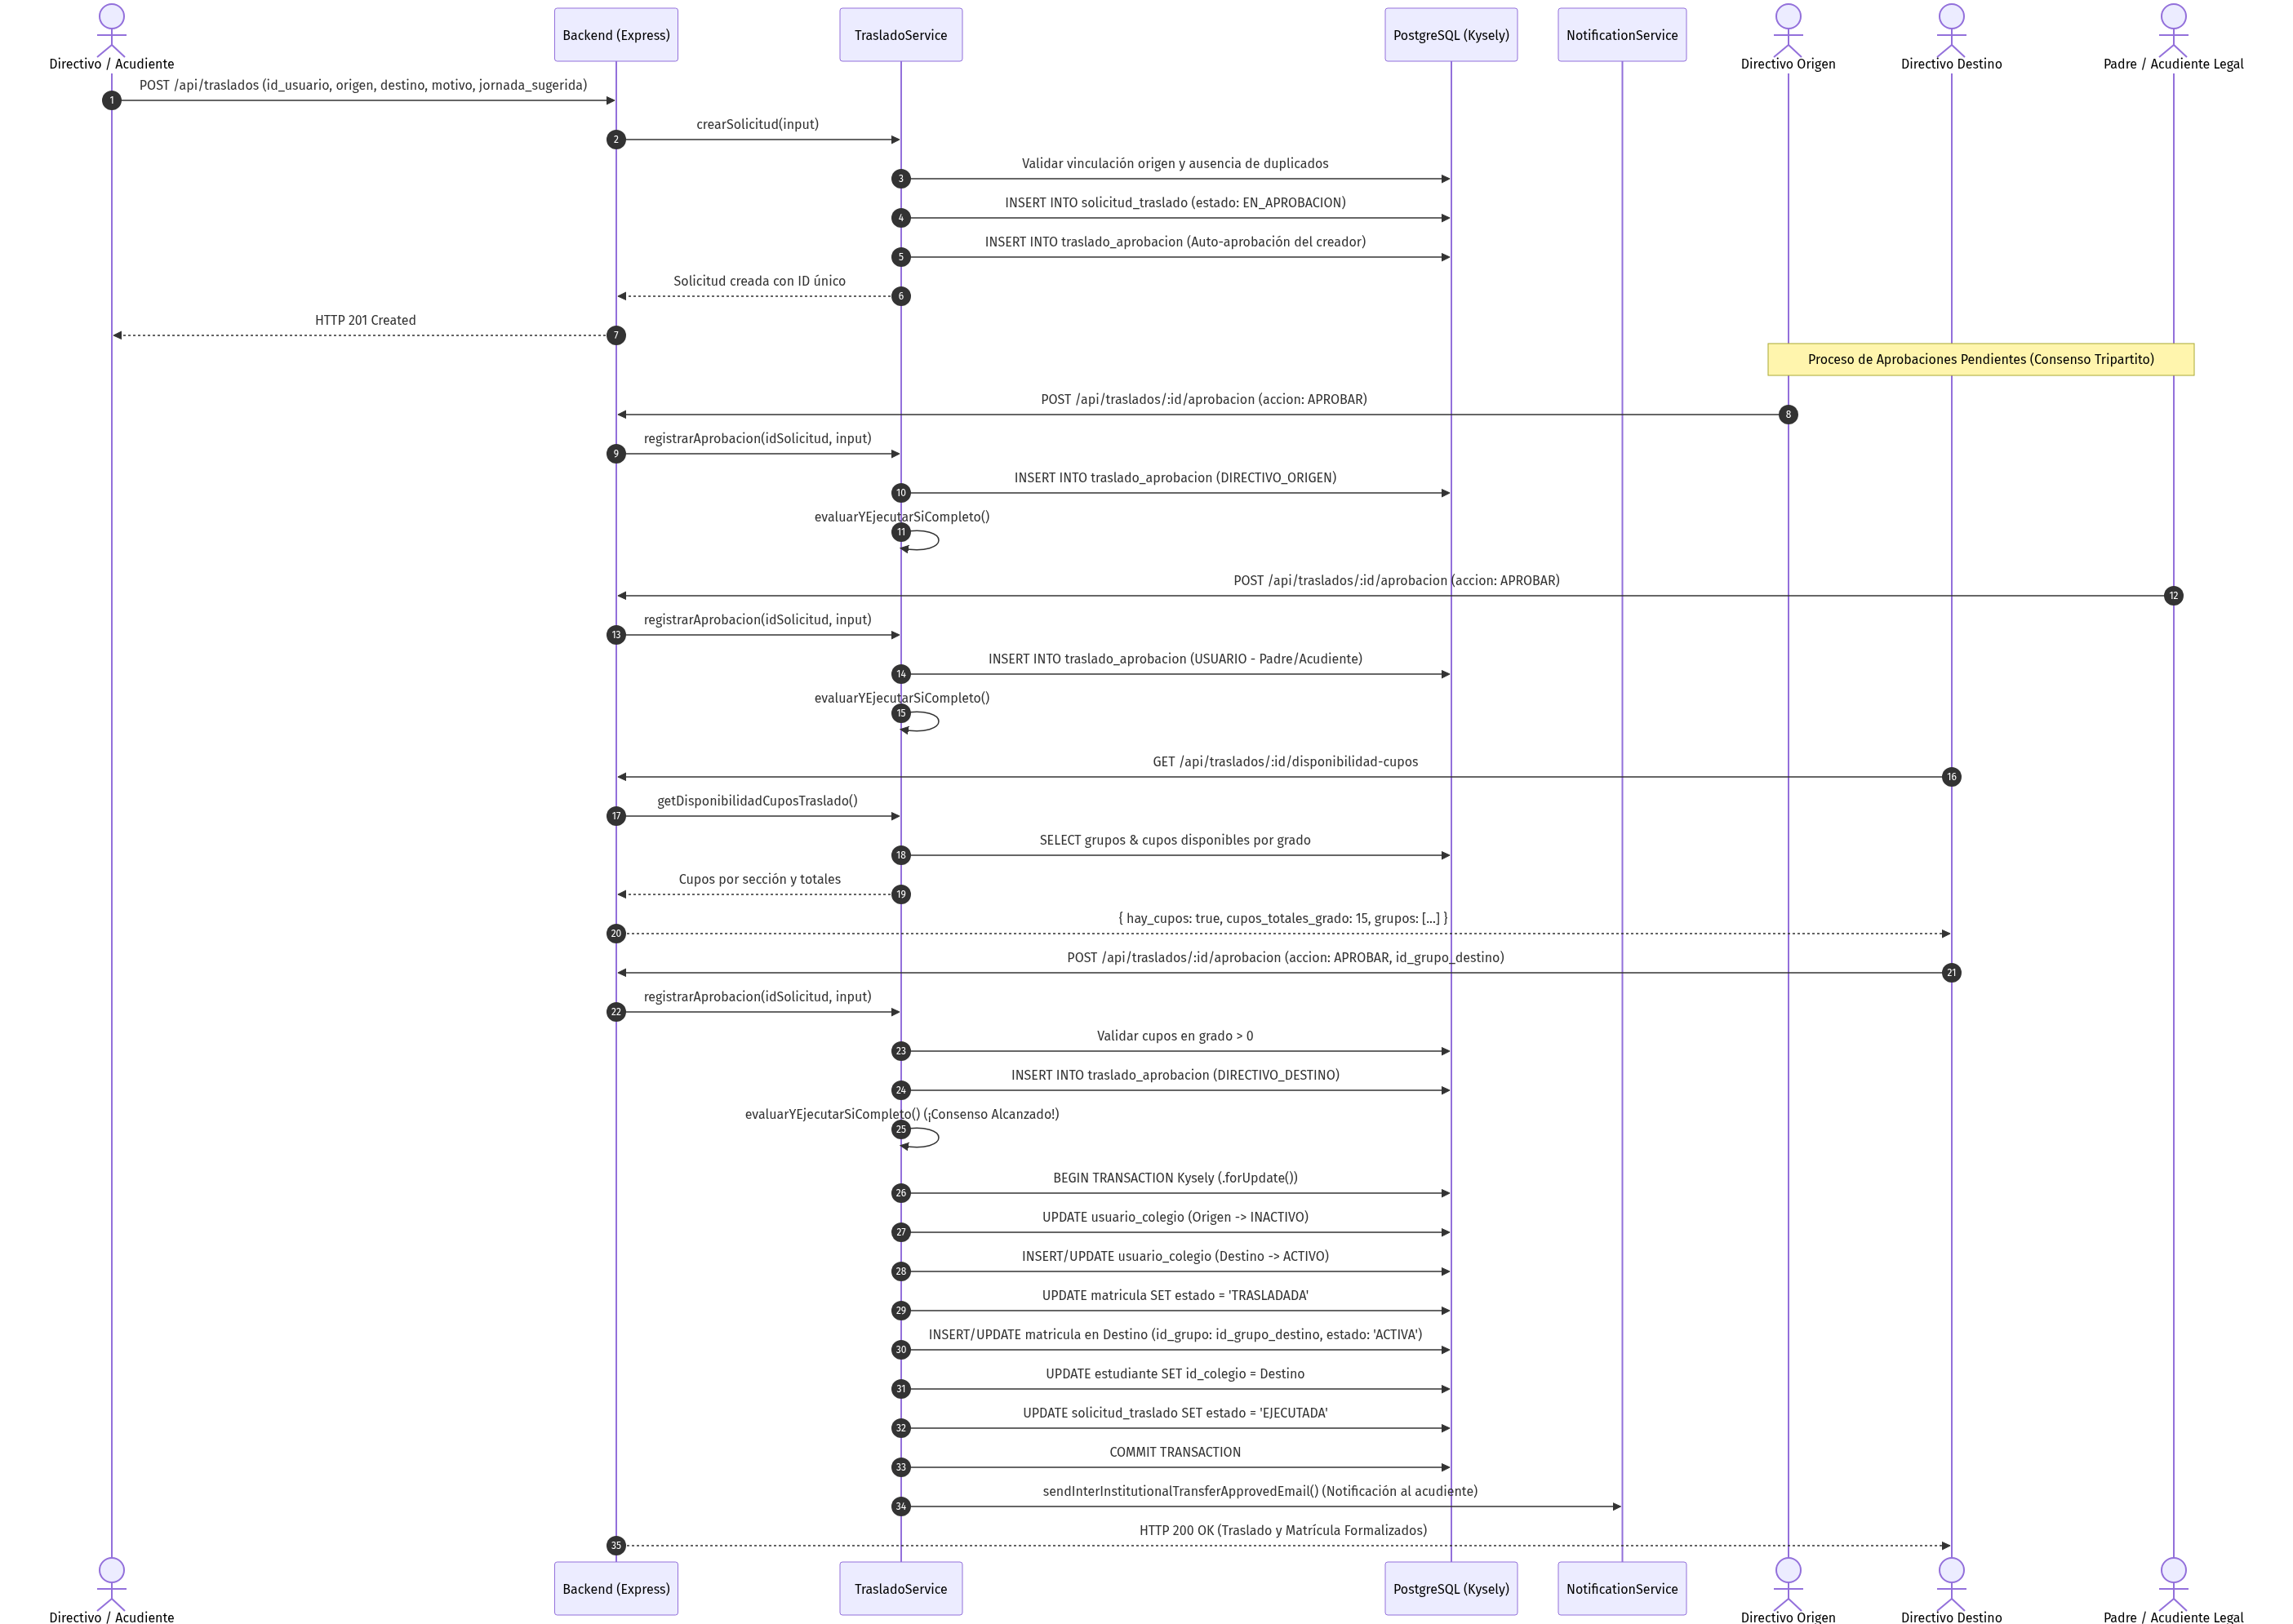 Directivo / Acudiente
Backend (Express)
TrasladoService
PostgreSQL (Kysely)
NotificationService
Directivo Origen
Directivo Destino
Padre / Acudiente Legal
POST /api/traslados (id_usuario, origen, destino, motivo, jornada_sugerida)
1
crearSolicitud(input)
2
Validar vinculación origen y ausencia de duplicados
3
INSERT INTO solicitud_traslado (estado: EN_APROBACION)
4
INSERT INTO traslado_aprobacion (Auto-aprobación del creador)
5
Solicitud creada con ID único
6
HTTP 201 Created
7
Proceso de Aprobaciones Pendientes (Consenso Tripartito)
POST /api/traslados/:id/aprobacion (accion: APROBAR)
8
registrarAprobacion(idSolicitud, input)
9
INSERT INTO traslado_aprobacion (DIRECTIVO_ORIGEN)
10
evaluarYEjecutarSiCompleto()
11
POST /api/traslados/:id/aprobacion (accion: APROBAR)
12
registrarAprobacion(idSolicitud, input)
13
INSERT INTO traslado_aprobacion (USUARIO - Padre/Acudiente)
14
evaluarYEjecutarSiCompleto()
15
GET /api/traslados/:id/disponibilidad-cupos
16
getDisponibilidadCuposTraslado()
17
SELECT grupos & cupos disponibles por grado
18
Cupos por sección y totales
19
{ hay_cupos: true, cupos_totales_grado: 15, grupos: [...] }
20
POST /api/traslados/:id/aprobacion (accion: APROBAR, id_grupo_destino)
21
registrarAprobacion(idSolicitud, input)
22
Validar cupos en grado > 0
23
INSERT INTO traslado_aprobacion (DIRECTIVO_DESTINO)
24
evaluarYEjecutarSiCompleto() (¡Consenso Alcanzado!)
25
BEGIN TRANSACTION Kysely (.forUpdate())
26
UPDATE usuario_colegio (Origen -> INACTIVO)
27
INSERT/UPDATE usuario_colegio (Destino -> ACTIVO)
28
UPDATE matricula SET estado = 'TRASLADADA'
29
INSERT/UPDATE matricula en Destino (id_grupo: id_grupo_destino, estado: 'ACTIVA')
30
UPDATE estudiante SET id_colegio = Destino
31
UPDATE solicitud_traslado SET estado = 'EJECUTADA'
32
COMMIT TRANSACTION
33
sendInterInstitutionalTransferApprovedEmail() (Notificación al acudiente)
34
HTTP 200 OK (Traslado y Matrícula Formalizados)
35
Directivo / Acudiente
Backend (Express)
TrasladoService
PostgreSQL (Kysely)
NotificationService
Directivo Origen
Directivo Destino
Padre / Acudiente Legal